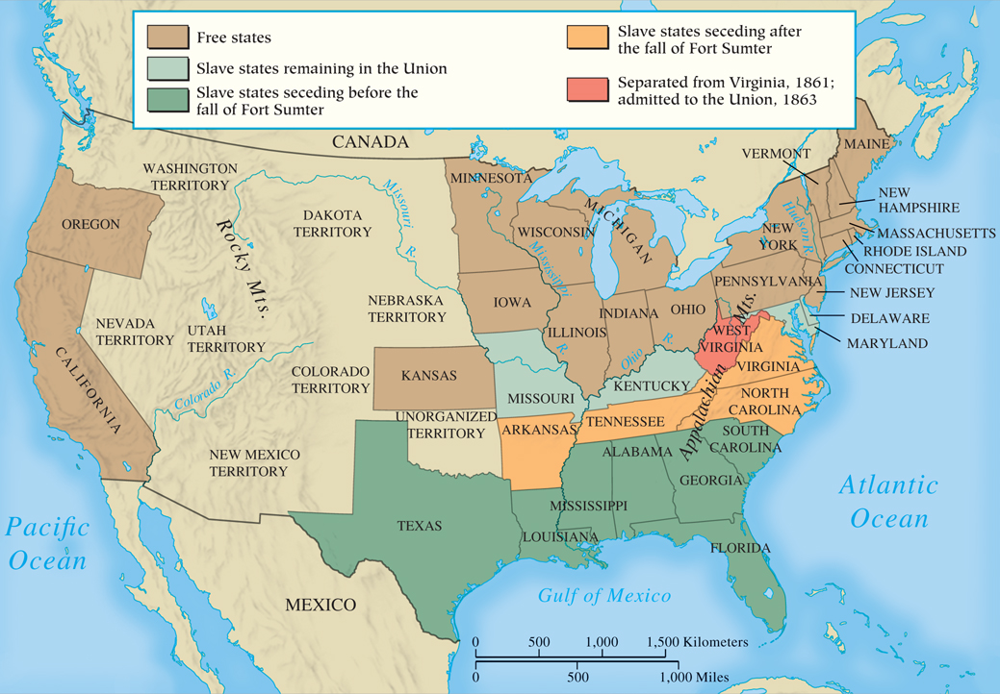 Free states
Slave states remaining in the Union
Slave states seceding before the
fall of Fort Sumter
Slave states seceding after
the fall of Fort Sumter
Separated from Virginia, 1861;
admitted to the Union, 1863
CANADA
VERMONT
MAINE
WASHINGTON
TERRITORY
MINNESOTA
Missouri
R.
NEW
HAMPSHIRE
OREGON
DAKOTA
TERRITORY
Rocky Mts.
WISCONSIN
MICHIGAN
NEW
YORK
Hudson R.
MASSACHUSETTS
RHODE ISLAND
CONNECTICUT
Mississippi
R.
PENNSYLVANIA
NEW JERSEY
NEVADA
TERRITORY
UTAH
TERRITORY
NEBRASKA
TERRITORY
IOWA
ILLINOIS
INDIANA
OHIO
DELAWARE
MARYLAND
WEST
VIRGINIA
VIRGINIA
Ohio
R.
CALIFORNIA
Colorado R.
COLORADO
TERRITORY
KANSAS
MISSOURI
KENTUCKY
Appalachian
Mts.
NORTH
CAROLINA
UNORGANIZED
TERRITORY
ARKANSAS
TENNESSEE
SOUTH
CAROLINA
NEW MEXICO
TERRITORY
ALABAMA
GEORGIA
Atlantic
Ocean
Pacific
Ocean
TEXAS
MISSISSIPPI
LOUISIANA
FLORIDA
MEXICO
Gulf of Mexico
0 500 1,000 1,500 Kilometers
0 500 1,000 Miles